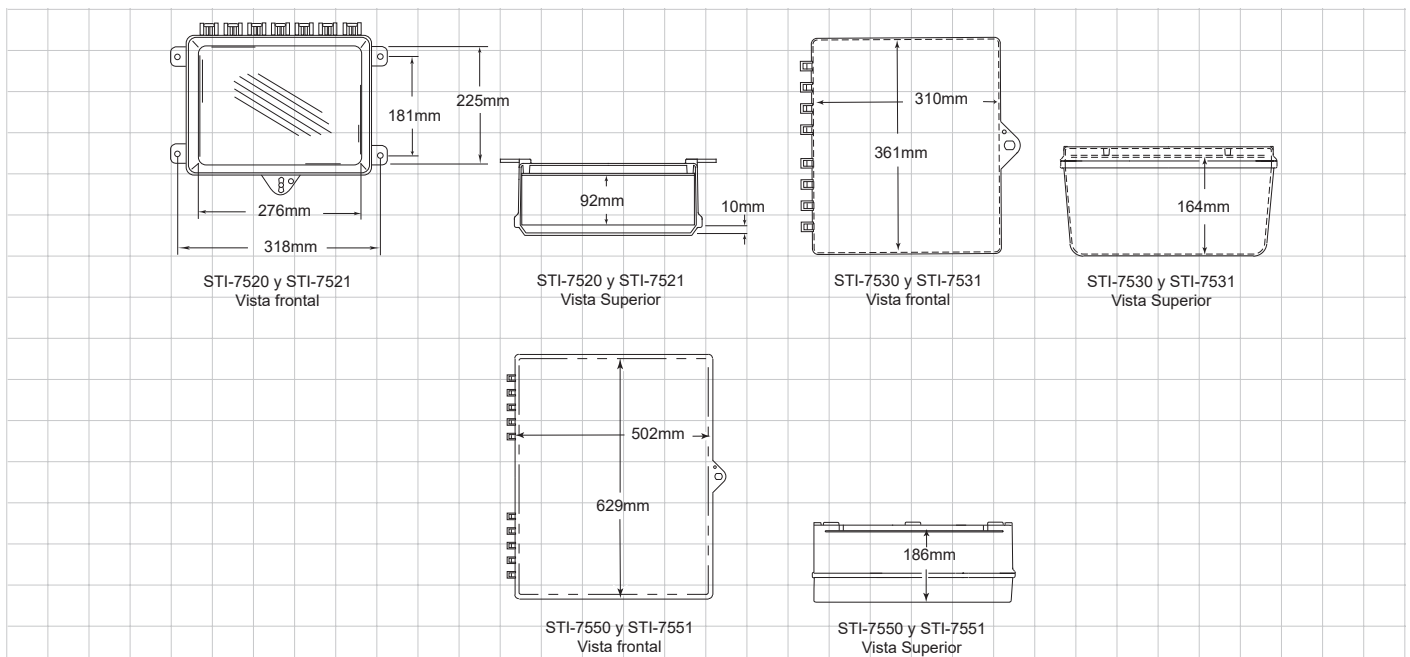 225mm
181mm
276mm
318mm
STI-7520 y STI-7521
Vista frontal
92mm
10mm
STI-7520 y STI-7521
Vista Superior
310mm
361mm
STI-7530 y STI-7531
Vista frontal
164mm
STI-7530 y STI-7531
Vista Superior
502mm
629mm
STI-7550 y STI-7551
Vista frontal
186mm
STI-7550 y STI-7551
Vista Superior